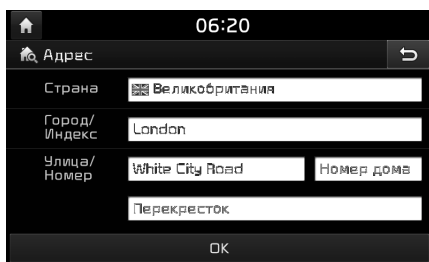 06:20
Адрес
Страна
Великобритания
Город/
Индекс
London
Улица/
Номер
White City Road
Номер дома
Перекресток
OK